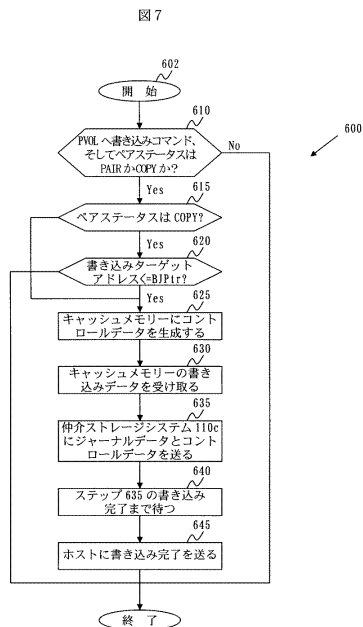 図7
602
開 始
610
PVOLへ書き込みコマンド、
そしてペアステータスは
PAIRかCOPYか?
No
600
Yes
615
ペアステータスはCOPY?
Yes
620
書き込みターゲット
アドレス<=BJPtr?
Yes
625
キャッシュメモリーにコント
ロールデータを生成する
630
キャッシュメモリーの書き
込みデータを受け取る
635
仲介ストレージシステム110c
にジャーナルデータとコント
ロールデータを送る
640
ステップ635の書き込み
完了まで待つ
645
ホストに書き込み完了を送る
終 了